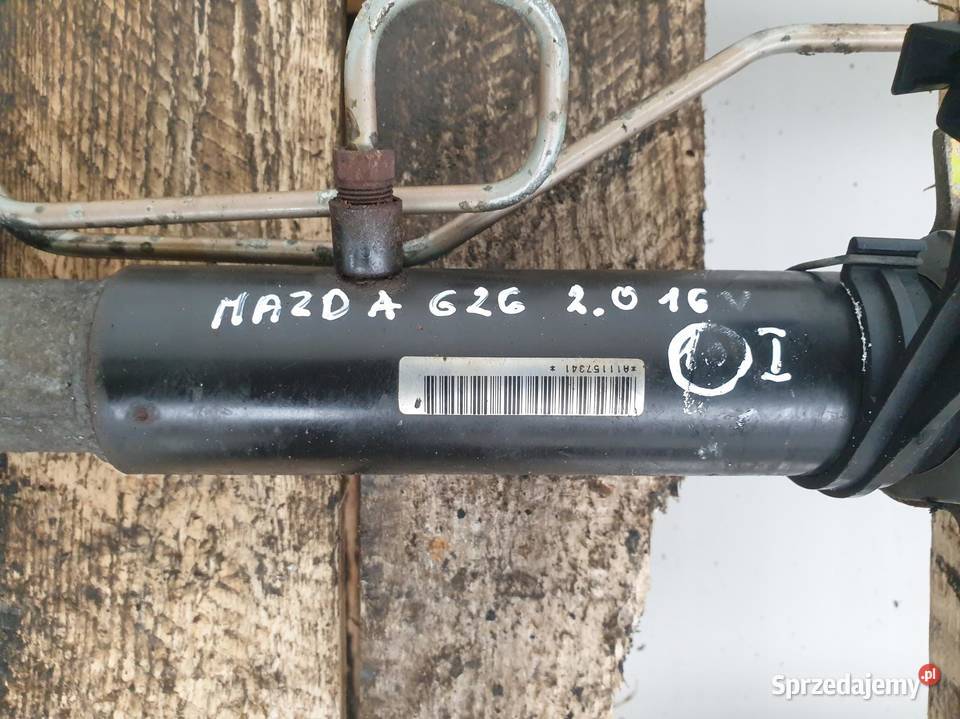 MAZDA 626 2.0 16V
I
*A11157341*
Sprzedajemy.pl